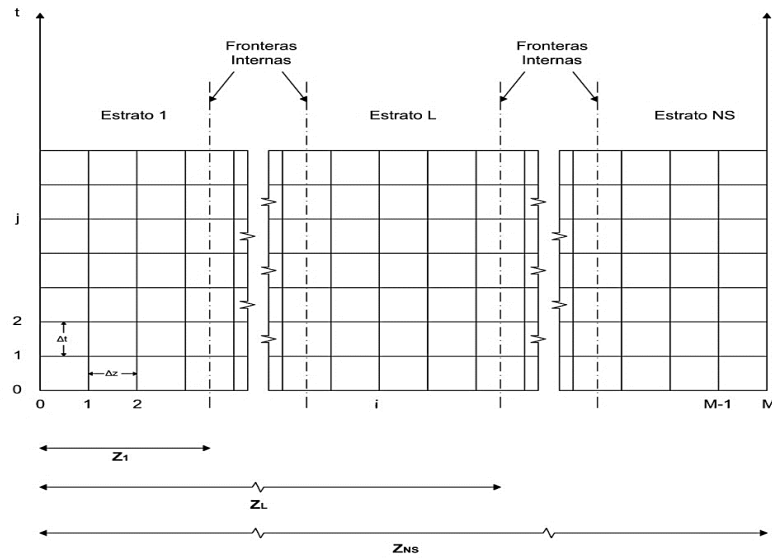 t
Fronteras
Internas
Fronteras
Internas
Estrato 1
Estrato L
Estrato NS
j
2
Δt
1
Δz
0
0 1 2 i M-1 M
Z1
ZL
ZNS